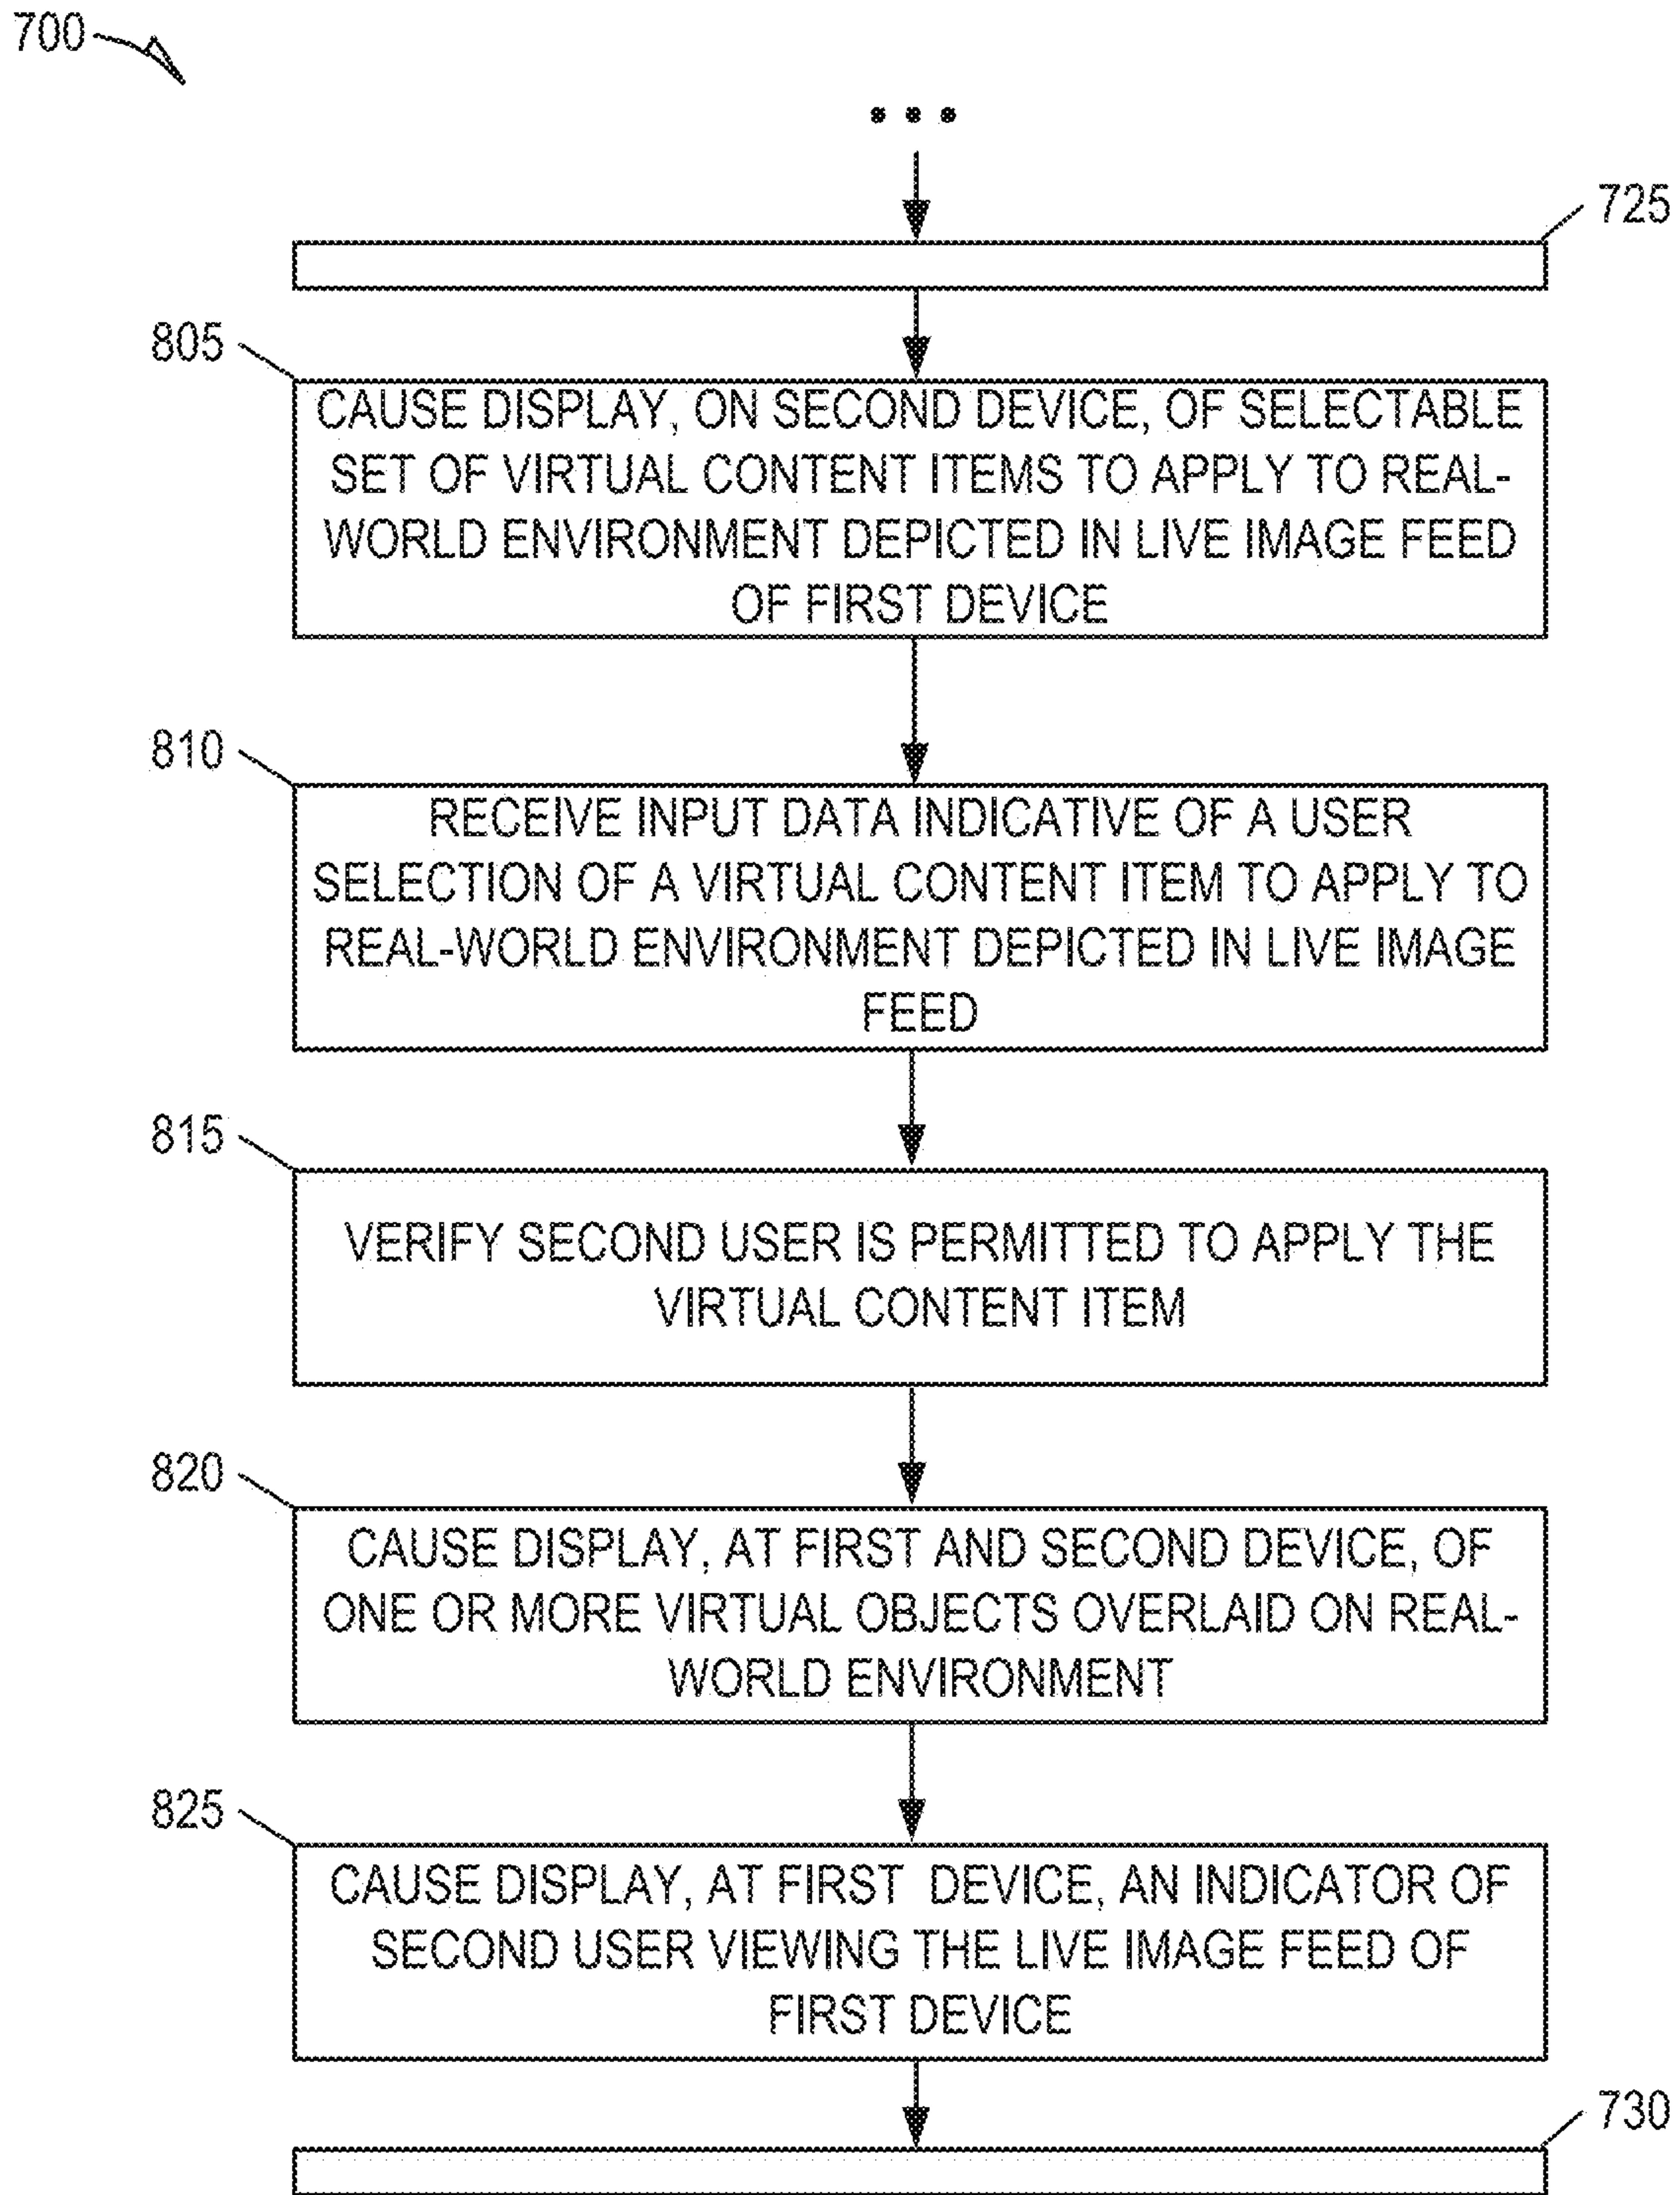 700
...
725
805
CAUSE DISPLAY, ON SECOND DEVICE, OF SELECTABLE
SET OF VIRTUAL CONTENT ITEMS TO APPLY TO REAL-
WORLD ENVIRONMENT DEPICTED IN LIVE IMAGE FEED
OF FIRST DEVICE
810
RECEIVE INPUT DATA INDICATIVE OF A USER
SELECTION OF A VIRTUAL CONTENT ITEM TO APPLY TO
REAL-WORLD ENVIRONMENT DEPICTED IN LIVE IMAGE
FEED
815
VERIFY SECOND USER IS PERMITTED TO APPLY THE
VIRTUAL CONTENT ITEM
820
CAUSE DISPLAY, AT FIRST AND SECOND DEVICE, OF
ONE OR MORE VIRTUAL OBJECTS OVERLAID ON REAL-
WORLD ENVIRONMENT
825
CAUSE DISPLAY, AT FIRST DEVICE, AN INDICATOR OF
SECOND USER VIEWING THE LIVE IMAGE FEED OF
FIRST DEVICE
730